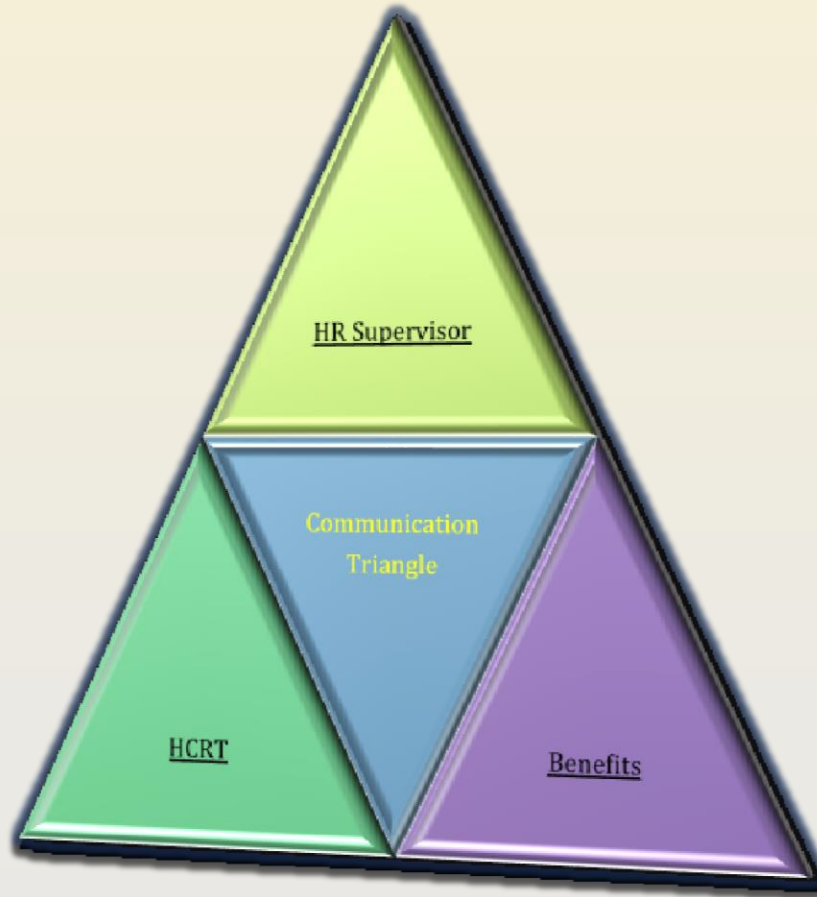 HR Supervisor
Communication
Triangle
HCRT
Benefits